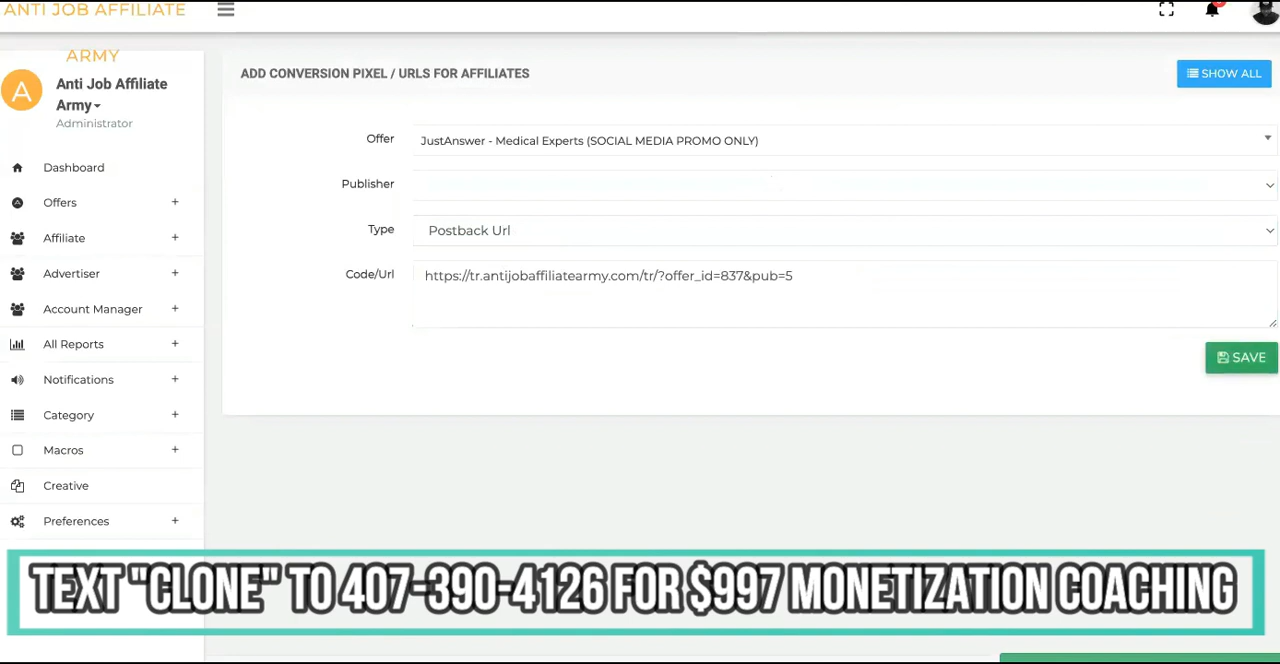 ANTI JOB AFFILIATE
ARMY
A
Anti Job Affiliate
Army
Administrator
Dashboard
Offers +
Affiliate +
Advertiser +
Account Manager +
All Reports +
Notifications +
Category +
Macros +
Creative
Preferences +
ADD CONVERSION PIXEL / URLS FOR AFFILIATES
SHOW ALL
Offer JustAnswer - Medical Experts (SOCIAL MEDIA PROMO ONLY)
Publisher
Type Postback Url
Code/Url https://tr.antijobaffiliatearmy.com/tr/?offer_id=837&pub=5
SAVE
TEXT "CLONE" TO 407-390-4126 FOR $997 MONETIZATION COACHING